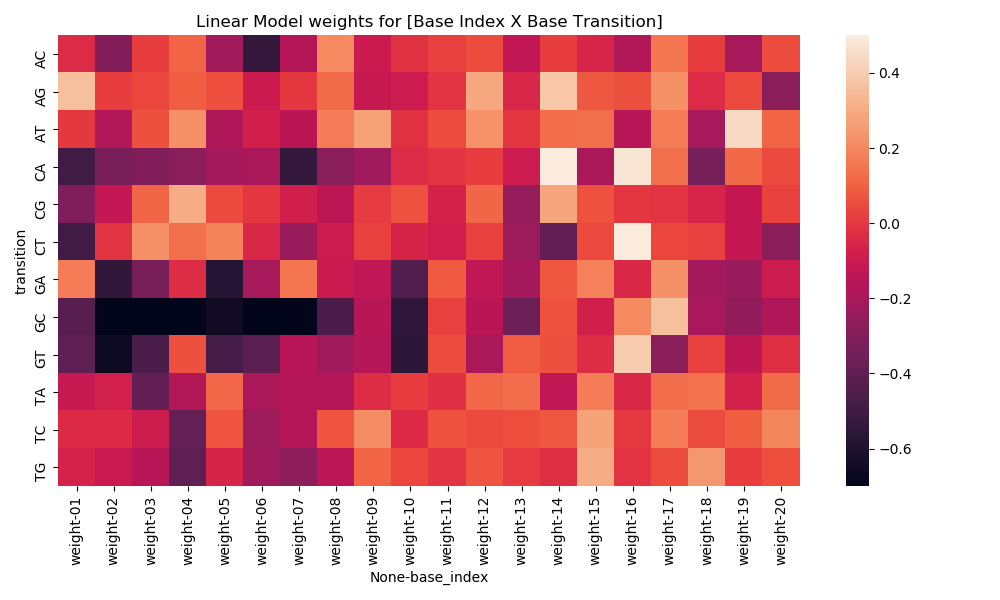 Linear Model weights for [Base Index X Base Transition]
transition
AC
AG
AT
CA
CG
CT
GA
GC
GT
TA
TC
TG
weight-01
weight-02
weight-03
weight-04
weight-05
weight-06
weight-07
weight-08
weight-09
weight-10
weight-11
weight-12
weight-13
weight-14
weight-15
weight-16
weight-17
weight-18
weight-19
weight-20
None-base_index
0.4
0.2
0.0
−0.2
−0.4
−0.6